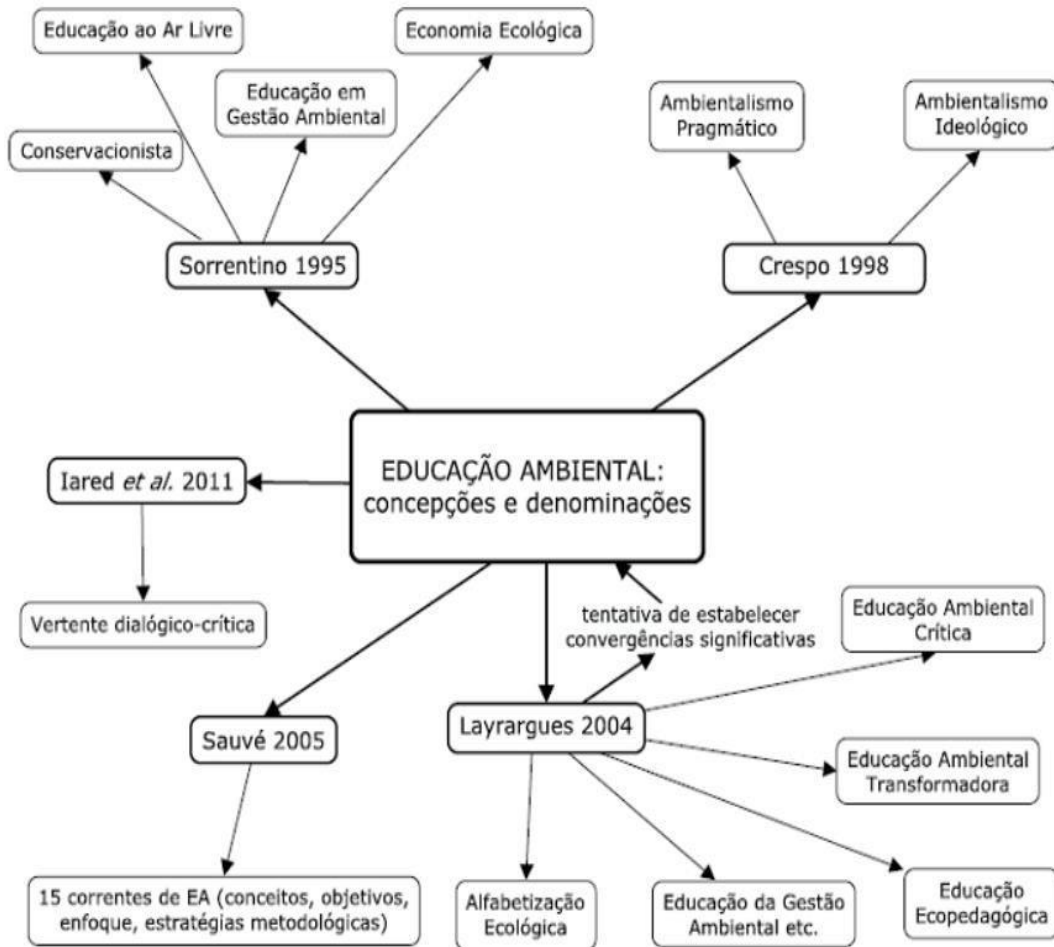 Educação ao Ar Livre
Economia Ecológica
Educação em
Gestão Ambiental
Conservacionista
Sorrentino 1995
Ambientalismo
Pragmático
Ambientalismo
Ideológico
Crespo 1998
EDUCAÇÃO AMBIENTAL:
concepções e denominações
Iared et al. 2011
Vertente dialógico-crítica
tentativa de estabelecer
convergências significativas
Educação Ambiental
Crítica
Sauvé 2005
Layrargues 2004
Educação Ambiental
Transformadora
15 correntes de EA (conceitos, objetivos,
enfoque, estratégias metodológicas)
Alfabetização
Ecológica
Educação da Gestão
Ambiental etc.
Educação
Ecopedagógica